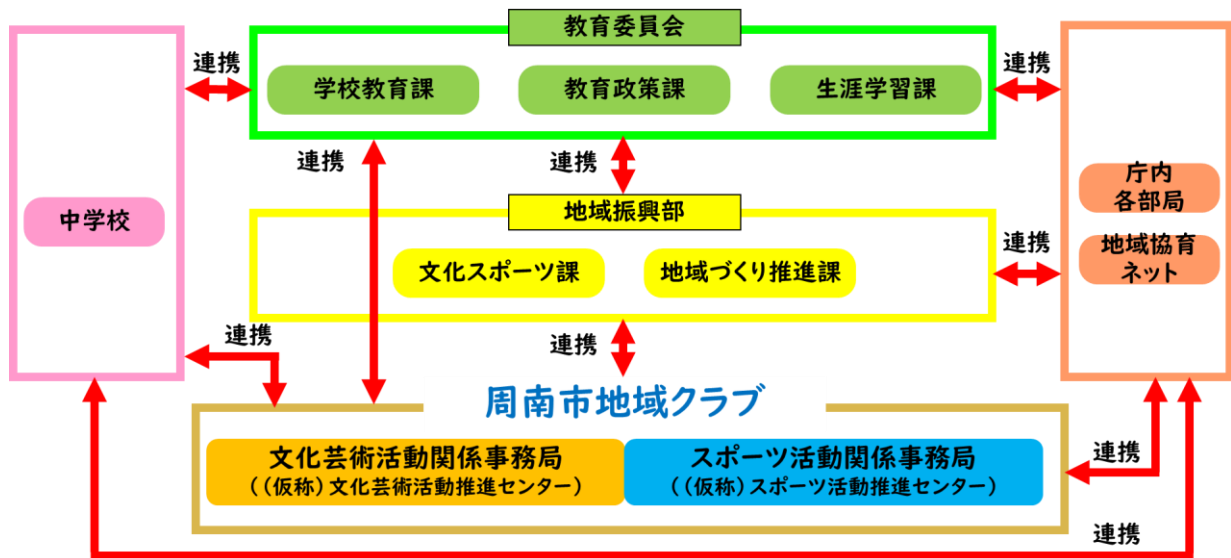 教育委員会
連携
連携
学校教育課
教育政策課
生涯学習課
連携
連携
中学校
庁内
各部局
地域振興部
連携
地域協育
ネット
文化スポーツ課
地域づくり推進課
連携
連携
周南市地域クラブ
文化芸術活動関係事務局
（（仮称）文化芸術活動推進センター）
スポーツ活動関係事務局
（（仮称）スポーツ活動推進センター）
連携
連携